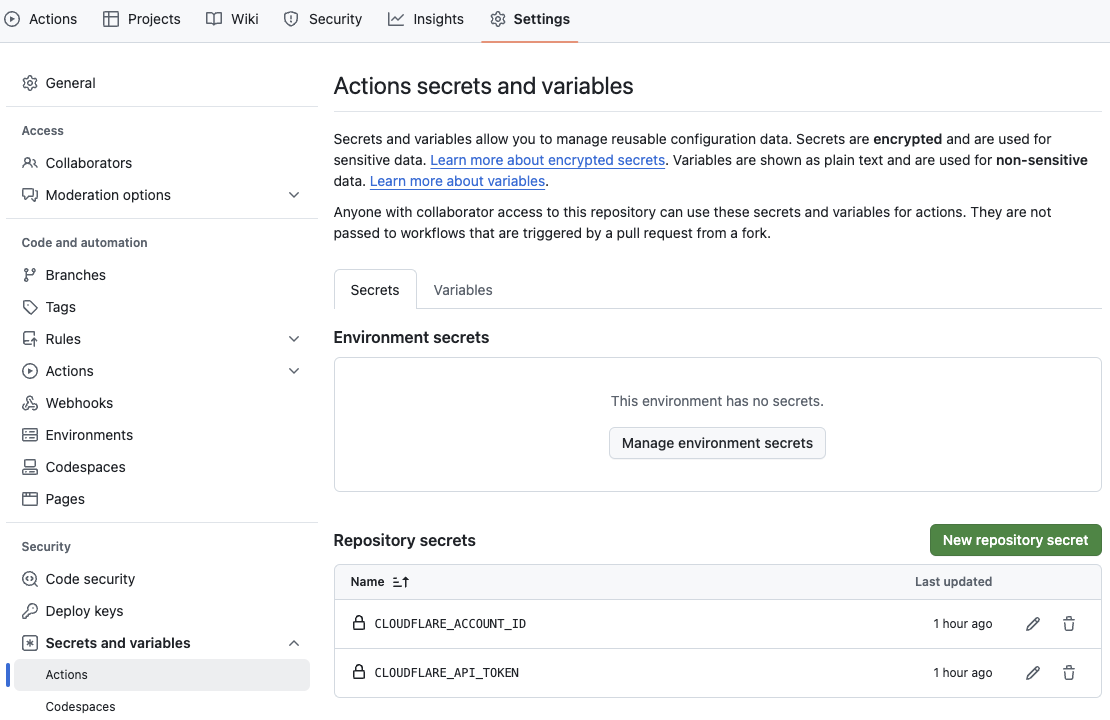 Actions Projects Wiki Security Insights Settings
General
Access
Collaborators
Moderation options
Code and automation
Branches
Tags
Rules
Actions
Webhooks
Environments
Codespaces
Pages
Security
Code security
Deploy keys
Secrets and variables
Actions
Codespaces
Actions secrets and variables
Secrets and variables allow you to manage reusable configuration data. Secrets are encrypted and are used for
sensitive data. Learn more about encrypted secrets. Variables are shown as plain text and are used for non-sensitive
data. Learn more about variables.
Anyone with collaborator access to this repository can use these secrets and variables for actions. They are not
passed to workflows that are triggered by a pull request from a fork.
Secrets Variables
Environment secrets
This environment has no secrets.
Manage environment secrets
Repository secrets New repository secret
Name Last updated
CLOUDFLARE_ACCOUNT_ID 1 hour ago
CLOUDFLARE_API_TOKEN 1 hour ago